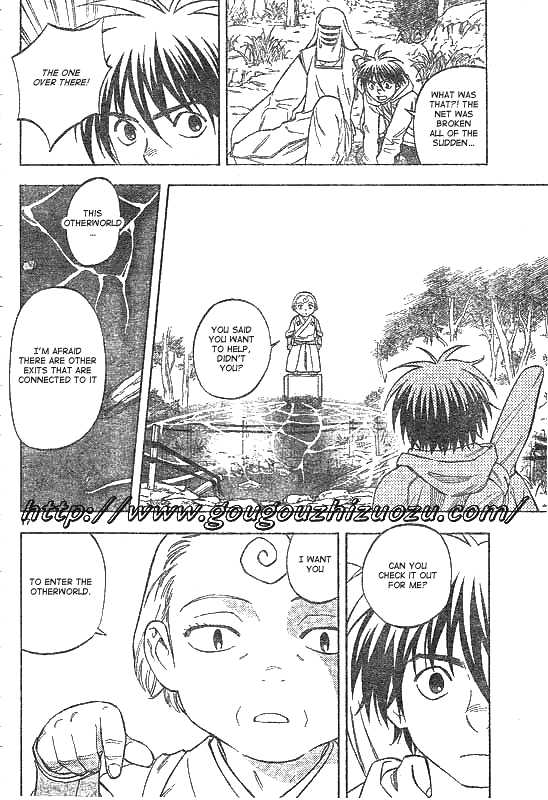 WHAT WAS
THAT?! THE
NET WAS
BROKEN
ALL OF THE
SUDDEN...
THE ONE
OVER THERE!
YOU SAID
YOU WANT
TO HELP,
DIDN'T
YOU?
THIS
OTHERWORLD
...
I'M AFRAID
THERE ARE OTHER
EXITS THAT ARE
CONNECTED TO IT
http://www.gougouzhizuozu.com/
CAN YOU
CHECK IT OUT
FOR ME?
I WANT
YOU
TO ENTER THE
OTHERWORLD.